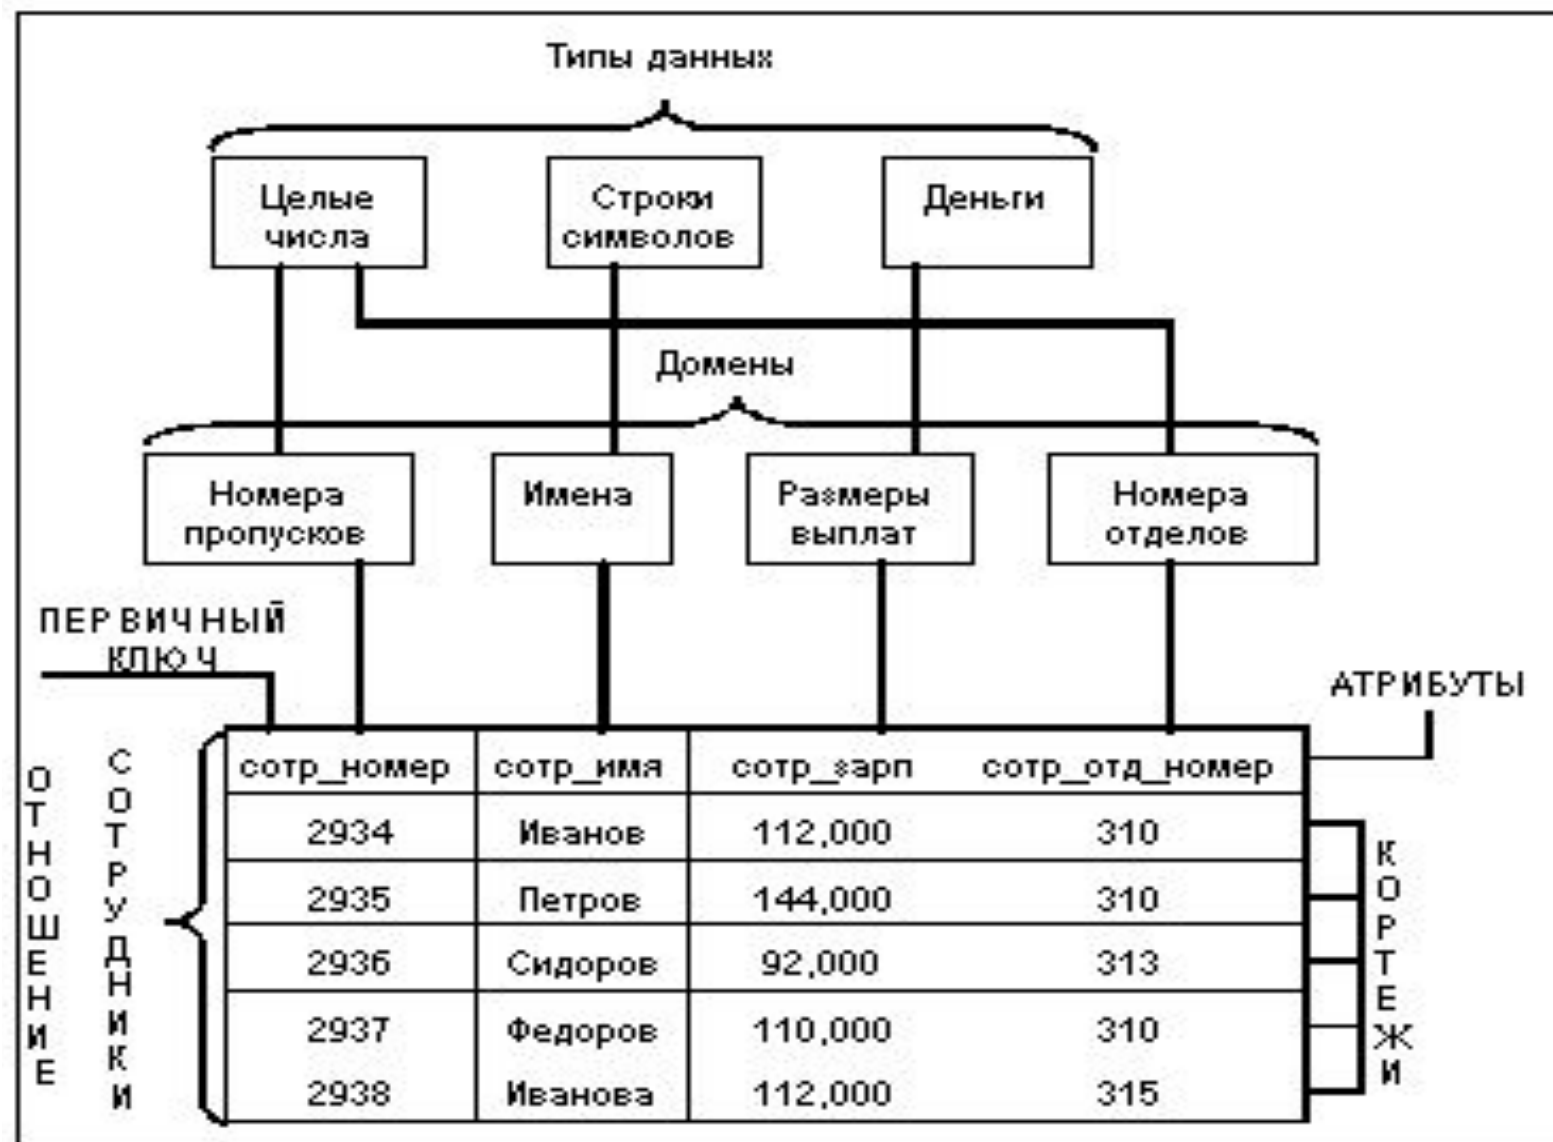 Типы данных
Целые
числа
Строки
символов
Деньги
Домены
Номера
пропусков
Имена
Размеры
выплат
Номера
отделов
ПЕРВИЧНЫЙ
КЛЮЧ
АТРИБУТЫ
ОТНОШЕНИЕ
СОТРУДНИКИ
сотр_номер сотр_имя сотр_зарп сотр_отд_номер
2934 Иванов 112,000 310
2935 Петров 144,000 310
2936 Сидоров 92,000 313
2937 Федоров 110,000 310
2938 Иванова 112,000 315
КОРТЕЖИ